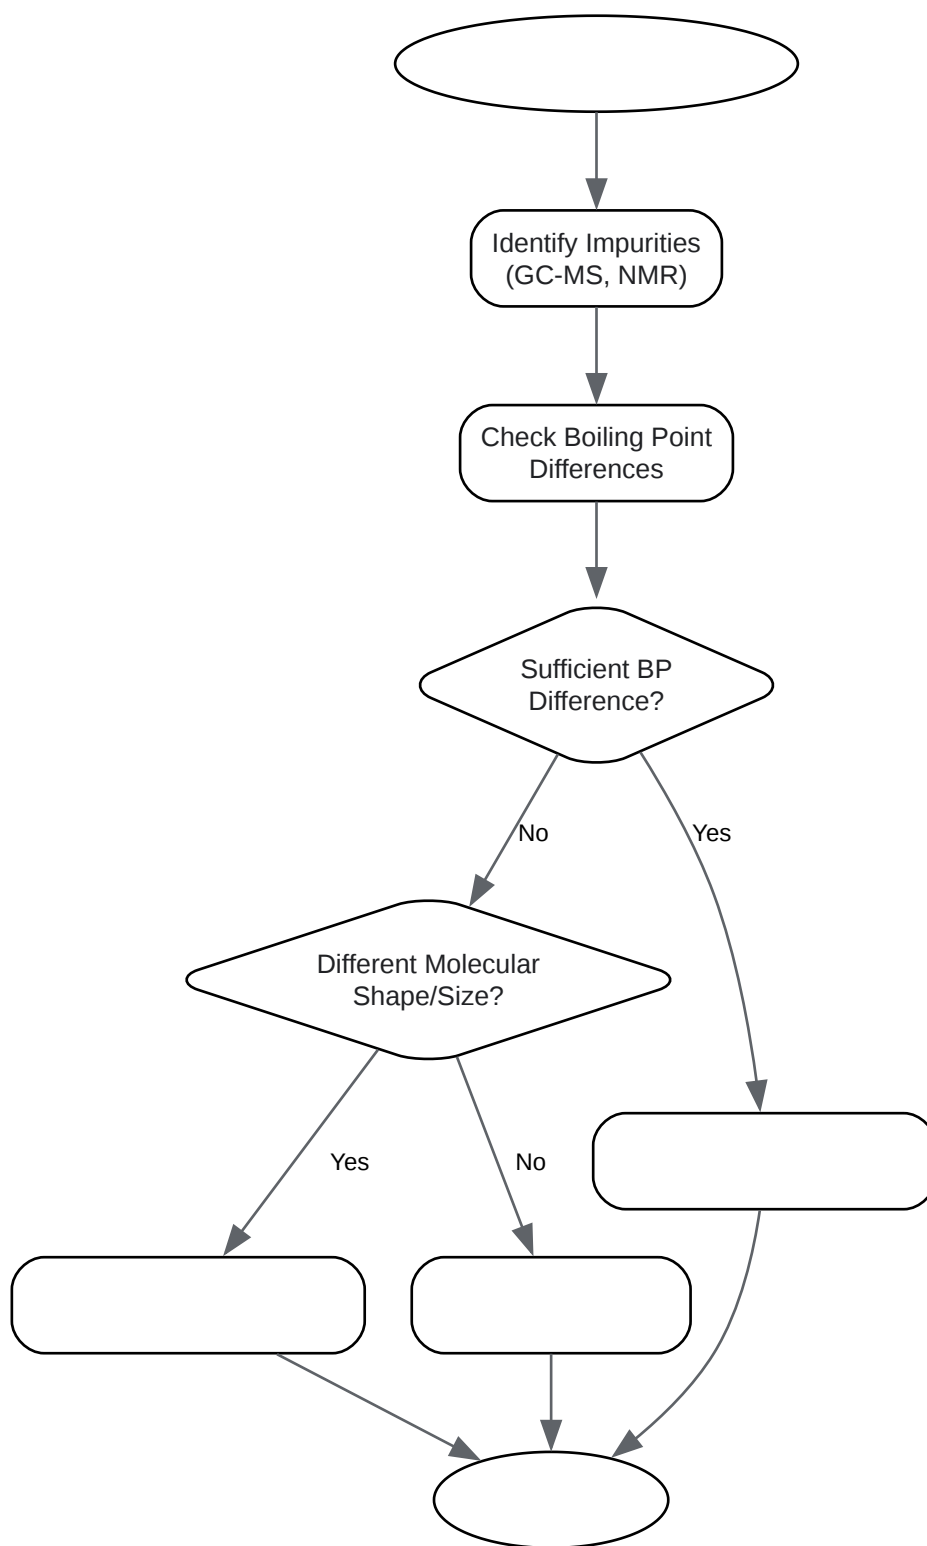 Identify Impurities
(GC-MS, NMR)
Check Boiling Point
Differences
Sufficient BP
Difference?
No
Yes
Different Molecular
Shape/Size?
Yes
No